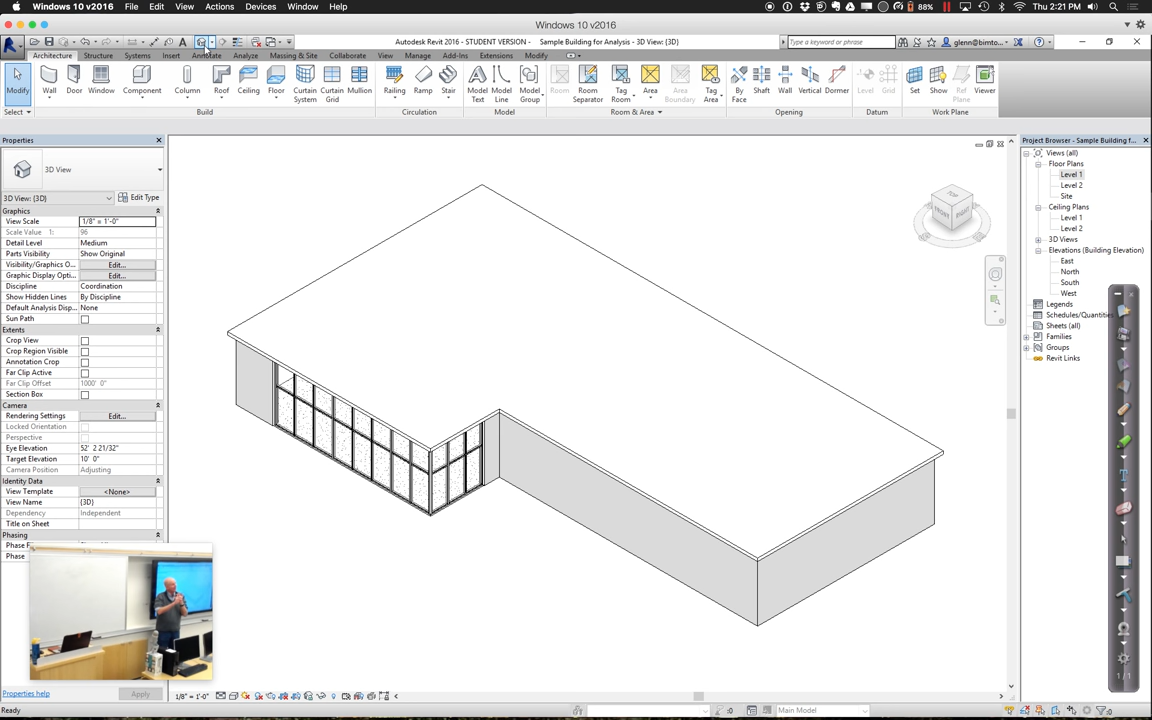 Windows 10 v2016 File Edit View Actions Devices Window Help
88% Thu 2:21 PM
Windows 10 v2016
Autodesk Revit 2016 - STUDENT VERSION - Sample Building for Analysis - 3D View: {3D}
Type a keyword or phrase
glenn@bimto...
Architecture Structure Systems Insert Annotate Analyze Massing & Site Collaborate View Manage Add-Ins Extensions Modify
Modify Wall Door Window Component Column Roof Ceiling Floor Curtain System Curtain Grid Mullion Railing Ramp Stair Model Text Model Line Model Group Room Room Separator Tag Room Area Area Boundary Tag Area By Face Shaft Wall Vertical Dormer Level Grid Set Show Ref Plane Viewer
Select Build Circulation Model Room & Area Opening Datum Work Plane
Properties
3D View
3D View: {3D} Edit Type
Graphics
View Scale 1/8" = 1'-0"
Scale Value 1: 96
Detail Level Medium
Parts Visibility Show Original
Visibility/Graphics O... Edit...
Graphic Display Opti... Edit...
Discipline Coordination
Show Hidden Lines By Discipline
Default Analysis Disp... None
Sun Path
Extents
Crop View
Crop Region Visible
Annotation Crop
Far Clip Active
Far Clip Offset 1000' 0"
Section Box
Camera
Rendering Settings Edit...
Locked Orientation
Perspective
Eye Elevation 52' 2 21/32"
Target Elevation 10' 0"
Camera Position Adjusting
Identity Data
View Template <None>
View Name {3D}
Dependency Independent
Title on Sheet
Phasing
Phase F
Phase
Properties help Apply
TOP
FRONT
RIGHT
Project Browser - Sample Building f...
Views (all)
Floor Plans
Level 1
Level 2
Site
Ceiling Plans
Level 1
Level 2
3D Views
Elevations (Building Elevation)
East
North
South
West
Legends
Schedules/Quantities
Sheets (all)
Families
Groups
Revit Links
1 / 1
1/8" = 1'-0"
Ready
:0
Main Model
:0